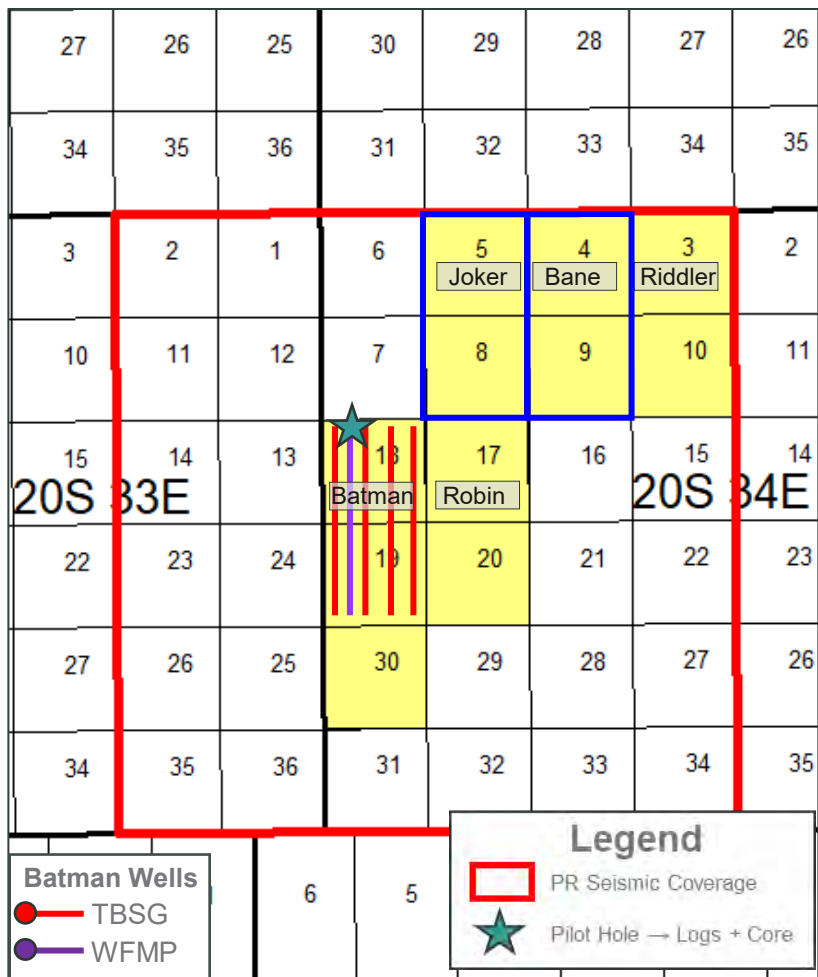 27 26 25 30 29 28 27 26
34 35 36 31 32 33 34 35
3 2 1 6 5 4 3 2
Joker Bane Riddler
10 11 12 7 8 9 10 11
15 14 13 18 17 16 15 14
20S 33E Batman Robin 20S 34E
22 23 24 19 20 21 22 23
27 26 25 30 29 28 27 26
34 35 36 31 32 33 34 35
6 5
Batman Wells
TBSG
WFMP
Legend
PR Seismic Coverage
Pilot Hole → Logs + Core